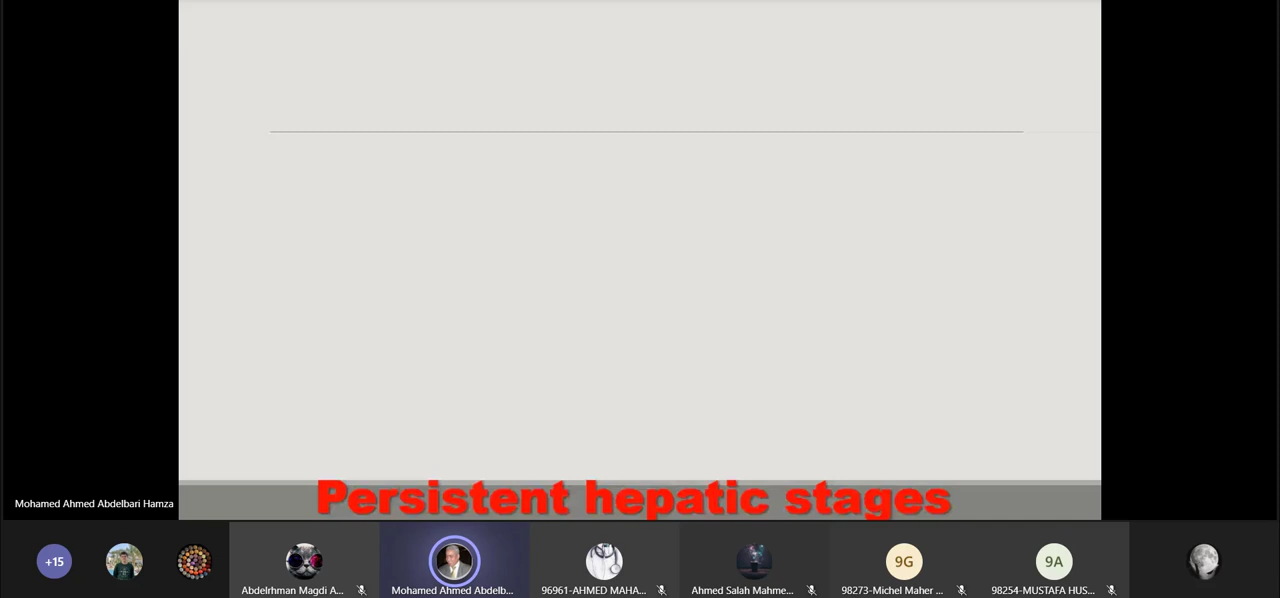 Persistent hepatic stages
Mohamed Ahmed Abdelbari Hamza
+15
Abdelrhman Magdi A...
Mohamed Ahmed Abdelb...
96961-AHMED MAHA...
Ahmed Salah Mahme...
9G
98273-Michel Maher ...
9A
98254-MUSTAFA HUS...